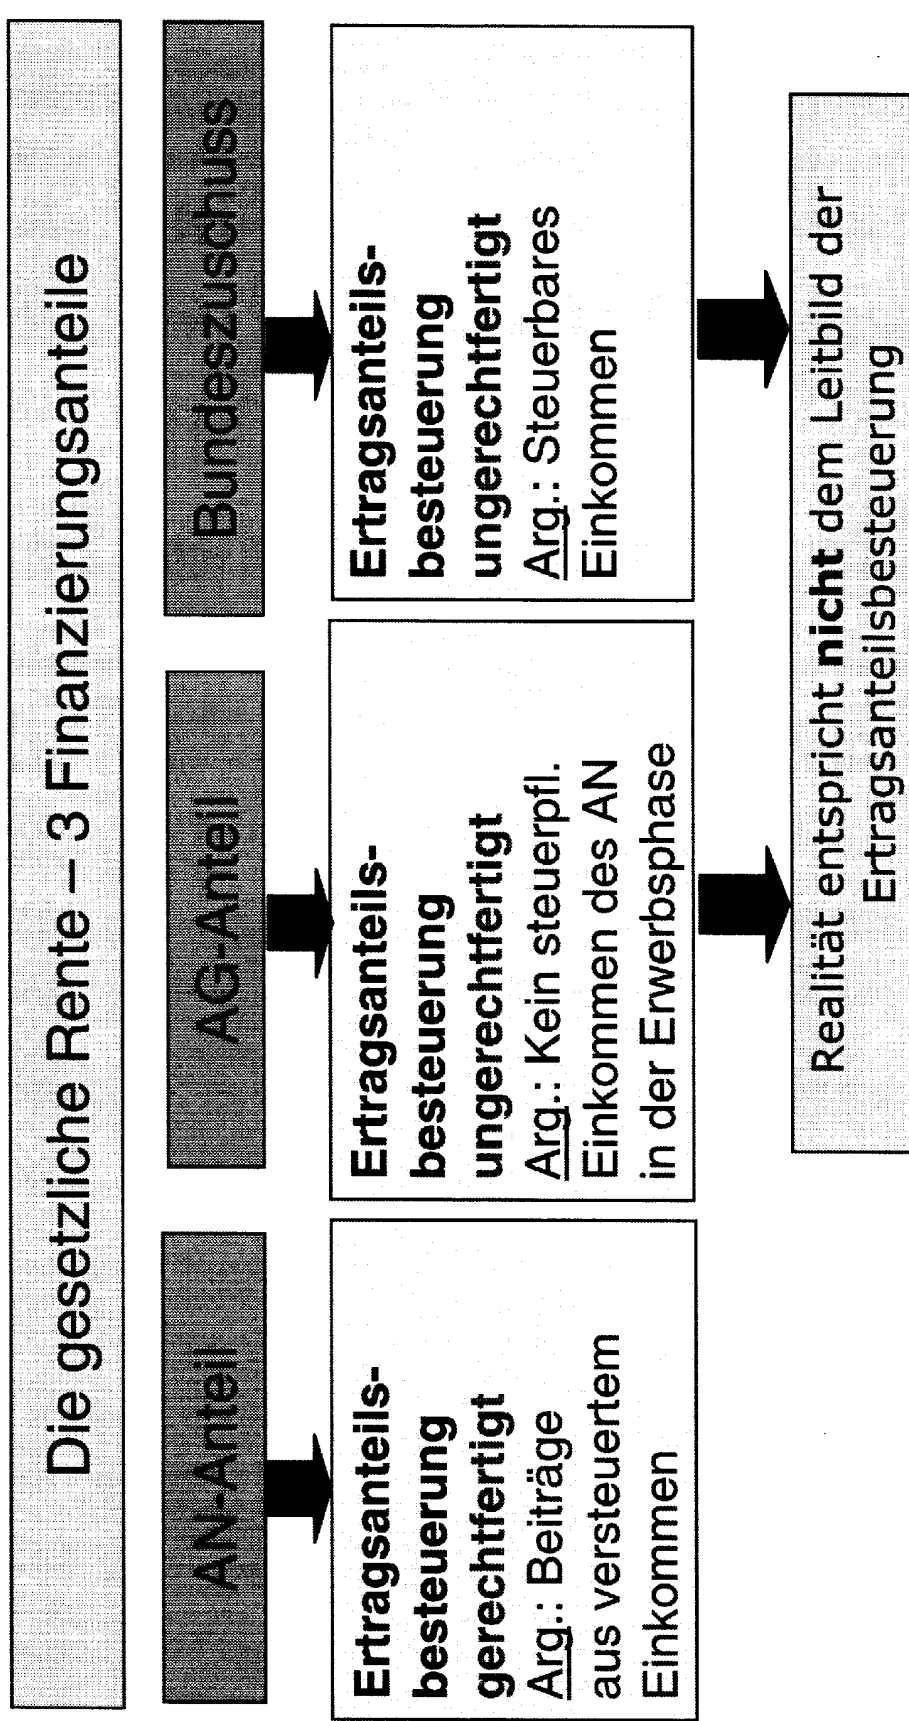 Die gesetzliche Rente – 3 Finanzierungsanteile
AN-Anteil
Ertragsanteils-
besteuerung
gerechtfertigt
Arg.: Beiträge
aus versteuertem
Einkommen
AG-Anteil
Ertragsanteils-
besteuerung
ungerechtfertigt
Arg.: Kein steuerpfl.
Einkommen des AN
in der Erwerbsphase
Bundeszuschuss
Ertragsanteils-
besteuerung
ungerechtfertigt
Arg.: Steuerbares
Einkommen
Realität entspricht nicht dem Leitbild der
Ertragsanteilsbesteuerung